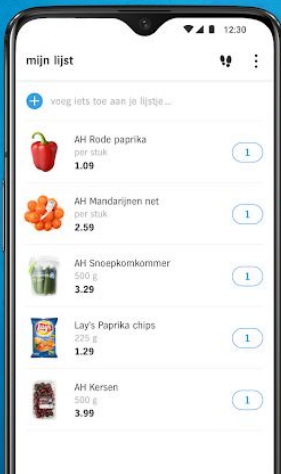 12:30
mijn lijst
voeg iets toe aan je lijstje...
AH Rode paprika
per stuk
1.09
1
AH Mandarijnen net
per stuk
2.59
1
AH Snoepkomkommer
500 g
3.29
1
Lay's Paprika chips
225 g
1.29
1
AH Kersen
500 g
3.99
1